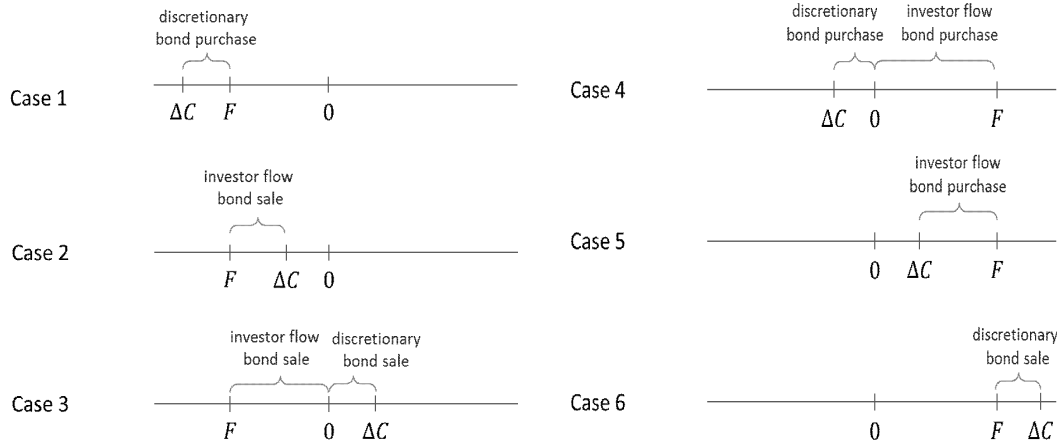 discretionary
bond purchase
Case 1
ΔC F 0
investor flow
bond sale
Case 2
F ΔC 0
investor flow discretionary
bond sale bond sale
Case 3
F 0 ΔC
discretionary investor flow
bond purchase bond purchase
Case 4
ΔC 0 F
investor flow
bond purchase
Case 5
0 ΔC F
discretionary
bond sale
Case 6
0 F ΔC